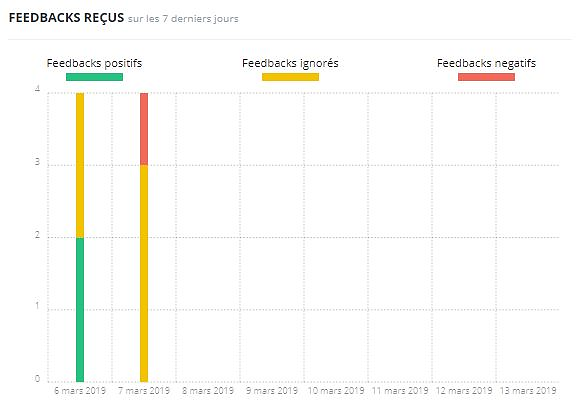 FEEDBACKS REÇUS sur les 7 derniers jours
Feedbacks positifs Feedbacks ignorés Feedbacks negatifs
4
3
2
1
0
6 mars 2019 7 mars 2019 8 mars 2019 9 mars 2019 10 mars 2019 11 mars 2019 12 mars 2019 13 mars 2019